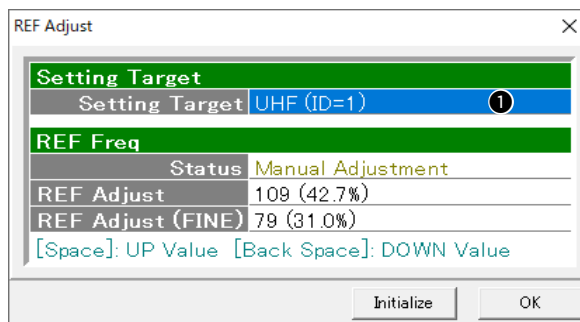 REF Adjust
Setting Target
Setting Target UHF (ID=1) 1
REF Freq
Status Manual Adjustment
REF Adjust 109 (42.7%)
REF Adjust (FINE) 79 (31.0%)
[Space]: UP Value [Back Space]: DOWN Value
Initialize OK